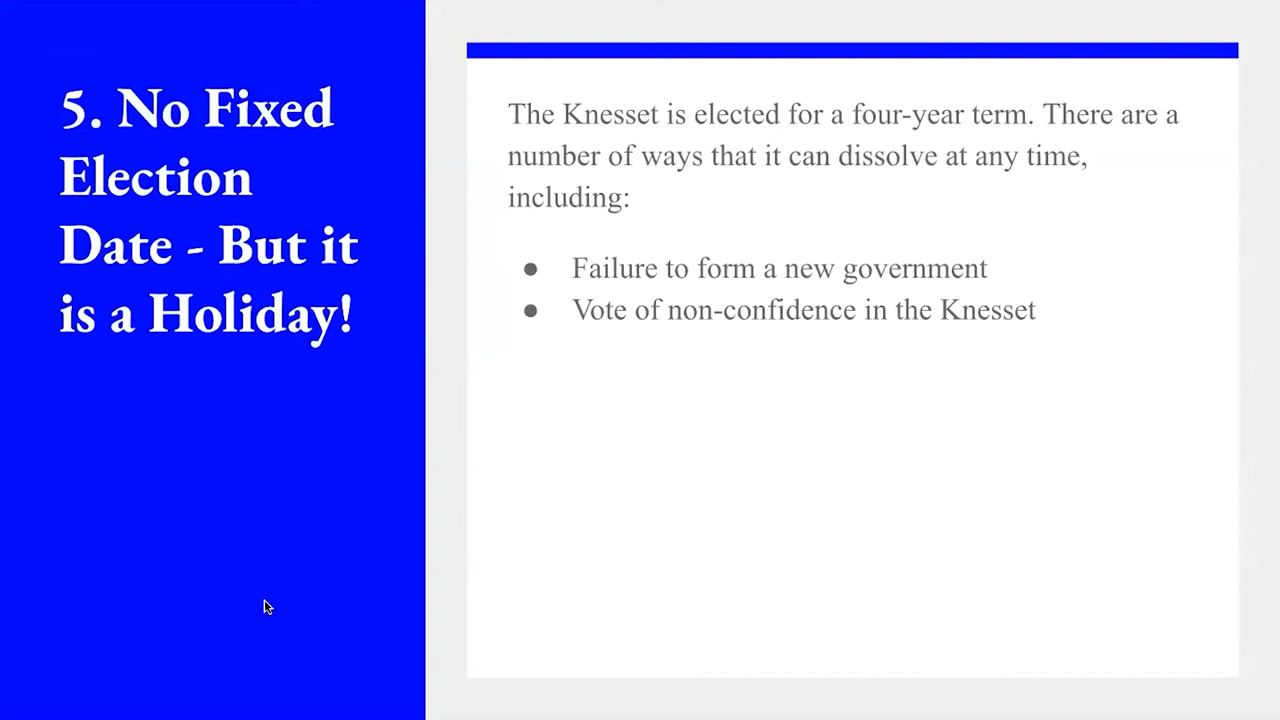 5. No Fixed
Election
Date - But it
is a Holiday!
The Knesset is elected for a four-year term. There are a
number of ways that it can dissolve at any time,
including:
● Failure to form a new government
● Vote of non-confidence in the Knesset